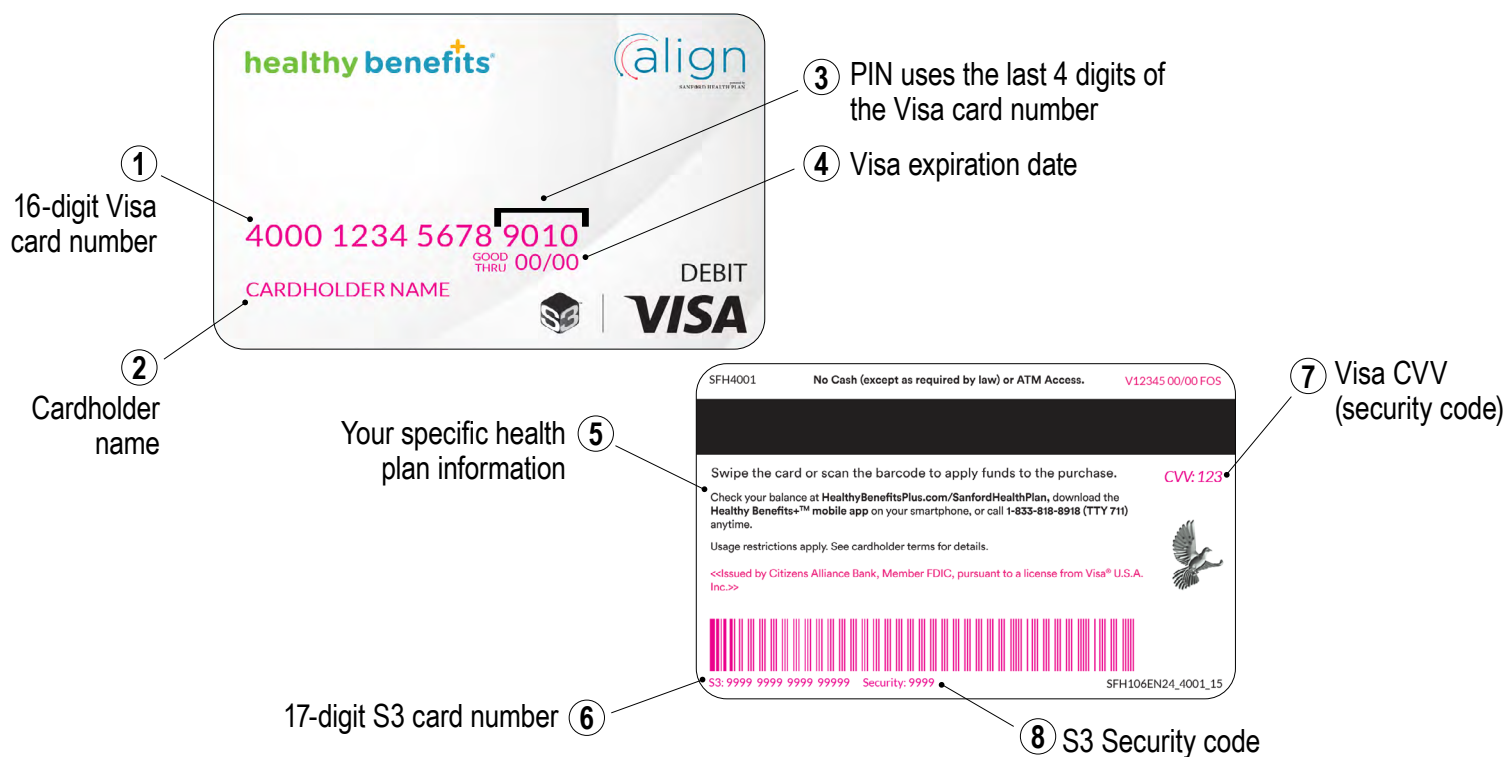 healthy benefits+®
align
powered by
SANFORD HEALTH PLAN
4000 1234 5678 9010
GOOD
THRU 00/00
CARDHOLDER NAME
S3™
DEBIT
VISA
1
16-digit Visa
card number
2
Cardholder
name
3 PIN uses the last 4 digits of
the Visa card number
4 Visa expiration date
SFH4001 No Cash (except as required by law) or ATM Access. V12345 00/00 FOS
Swipe the card or scan the barcode to apply funds to the purchase.
CVV: 123
Check your balance at HealthyBenefitsPlus.com/SanfordHealthPlan, download the
Healthy Benefits+™ mobile app on your smartphone, or call 1-833-818-8918 (TTY 711)
anytime.
Usage restrictions apply. See cardholder terms for details.
<<Issued by Citizens Alliance Bank, Member FDIC, pursuant to a license from Visa® U.S.A.
Inc.>>
S3: 9999 9999 9999 99999 Security: 9999
SFH106EN24_4001_15
Your specific health 5
plan information
17-digit S3 card number 6
7 Visa CVV
(security code)
8 S3 Security code